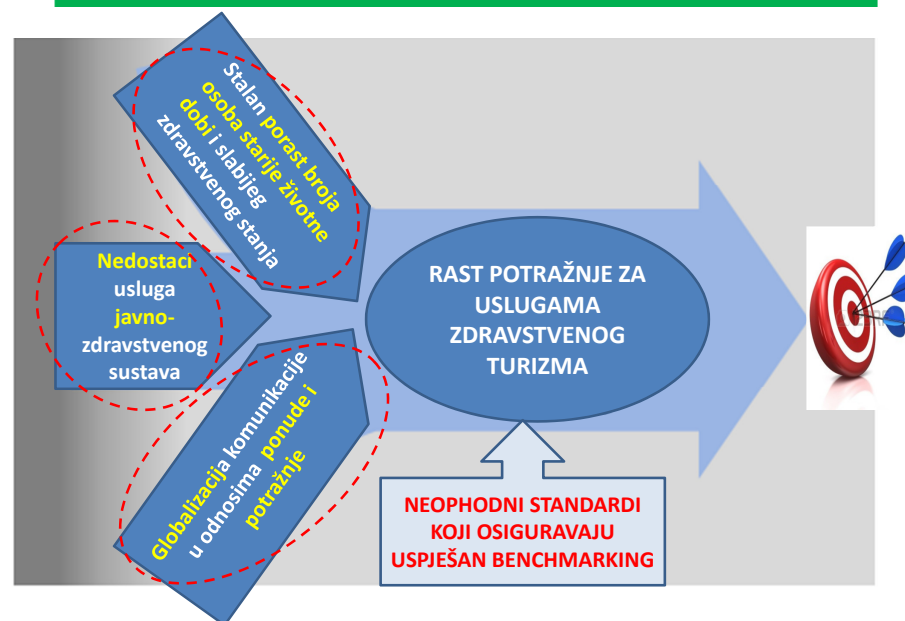 Stalan porast broja
osoba starije životne
dobi i slabijeg
zdravstvenog stanja
Nedostaci
usluga
javno-
zdravstvenog
sustava
Globalizacija komunikacije
u odnosima ponude i
potražnje
RAST POTRAŽNJE ZA
USLUGAMA
ZDRAVSTVENOG
TURIZMA
NEOPHODNI STANDARDI
KOJI OSIGURAVAJU
USPJEŠAN BENCHMARKING